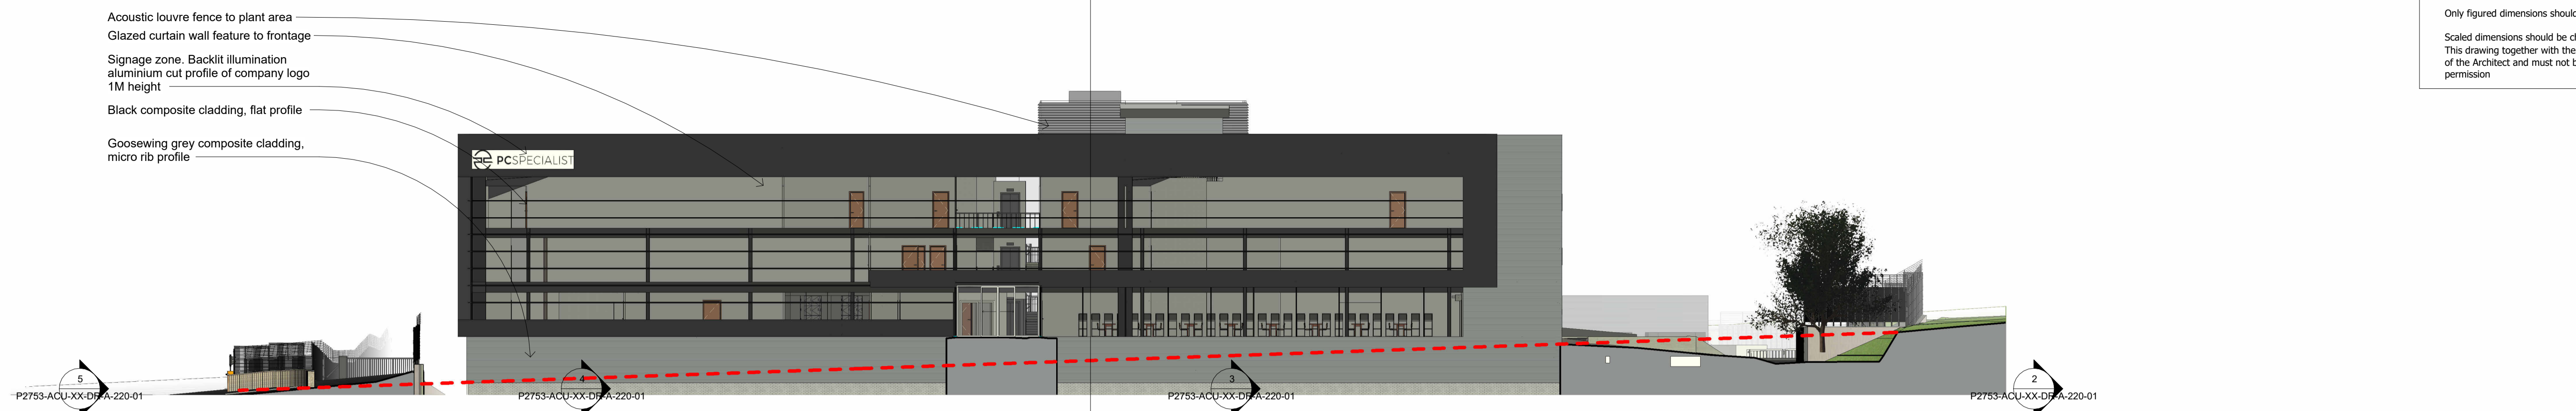 Acoustic louvre fence to plant area
Glazed curtain wall feature to frontage
Signage zone. Backlit illumination
aluminium cut profile of company logo
1M height
Black composite cladding, flat profile
Goosewing grey composite cladding,
micro rib profile
PCSPECIALIST
Only figured dimensions should
Scaled dimensions should be
This drawing together with the
of the Architect and must not
permission
5
P2753-ACU-XX-DR-A-220-01
4
P2753-ACU-XX-DR-A-220-01
3
P2753-ACU-XX-DR-A-220-01
2
P2753-ACU-XX-DR-A-220-01